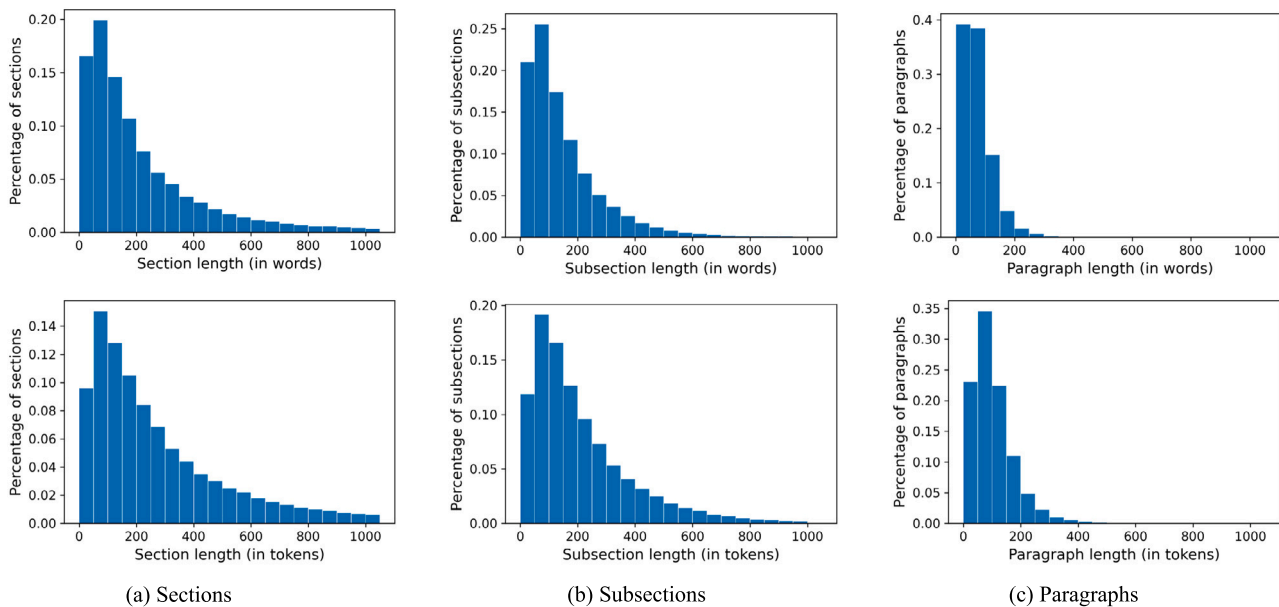 Percentage of sections
0.20
0.15
0.10
0.05
0.00
0 200 400 600 800 1000
Section length (in words)
Percentage of subsections
0.25
0.20
0.15
0.10
0.05
0.00
0 200 400 600 800 1000
Subsection length (in words)
Percentage of paragraphs
0.4
0.3
0.2
0.1
0.0
0 200 400 600 800 1000
Paragraph length (in words)
Percentage of sections
0.14
0.12
0.10
0.08
0.06
0.04
0.02
0.00
0 200 400 600 800 1000
Section length (in tokens)
Percentage of subsections
0.20
0.15
0.10
0.05
0.00
0 200 400 600 800 1000
Subsection length (in tokens)
Percentage of paragraphs
0.35
0.30
0.25
0.20
0.15
0.10
0.05
0.00
0 200 400 600 800 1000
Paragraph length (in tokens)
(a) Sections
(b) Subsections
(c) Paragraphs